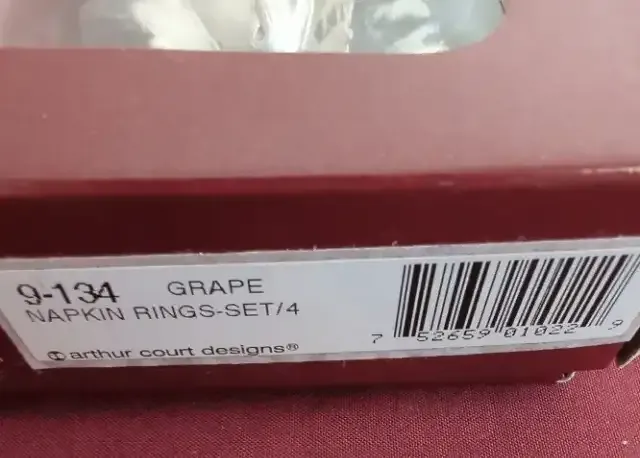 9-134 GRAPE
NAPKIN RINGS-SET/4
arthur court designs®
7 52659 01022 9